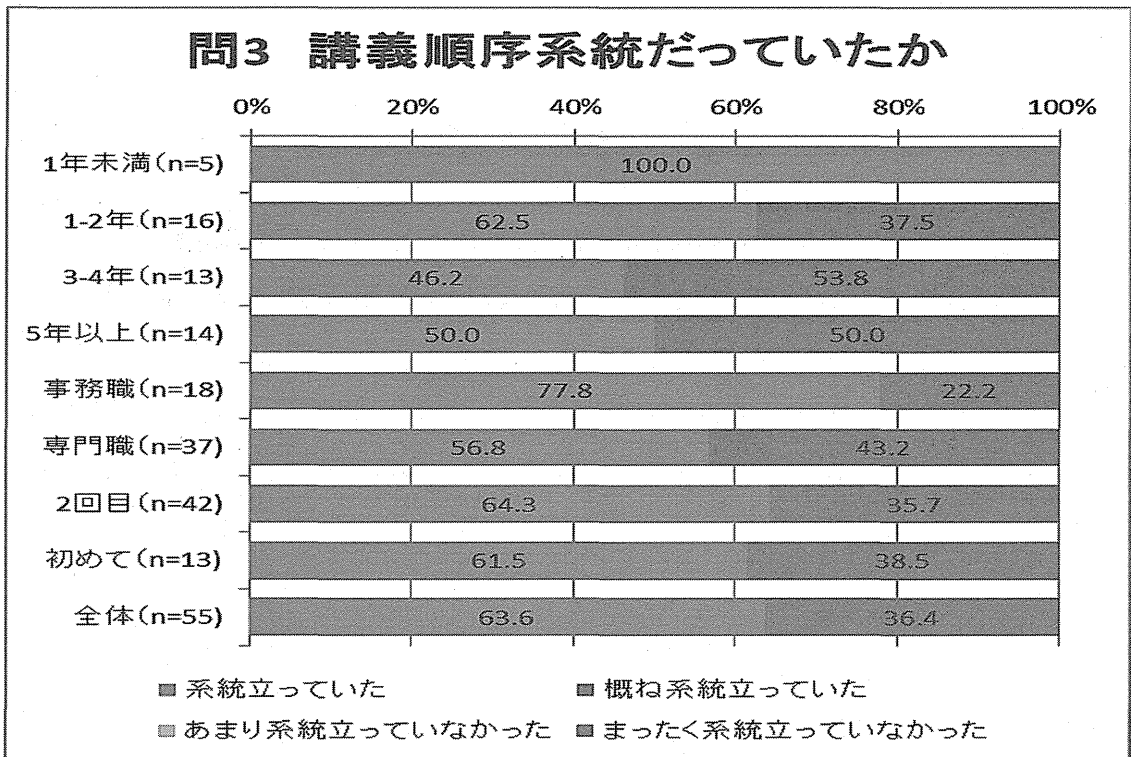 問3 講義順序系統だっていたか
0% 20% 40% 60% 80% 100%
1年未満(n=5) 100.0
1-2年(n=16) 62.5 37.5
3-4年(n=13) 46.2 53.8
5年以上(n=14) 50.0 50.0
事務職(n=18) 77.8 22.2
専門職(n=37) 56.8 43.2
2回目(n=42) 64.3 35.7
初めて(n=13) 61.5 38.5
全体(n=55) 63.6 36.4
系統立っていた 概ね系統立っていた
あまり系統立っていなかった まったく系統立っていなかった